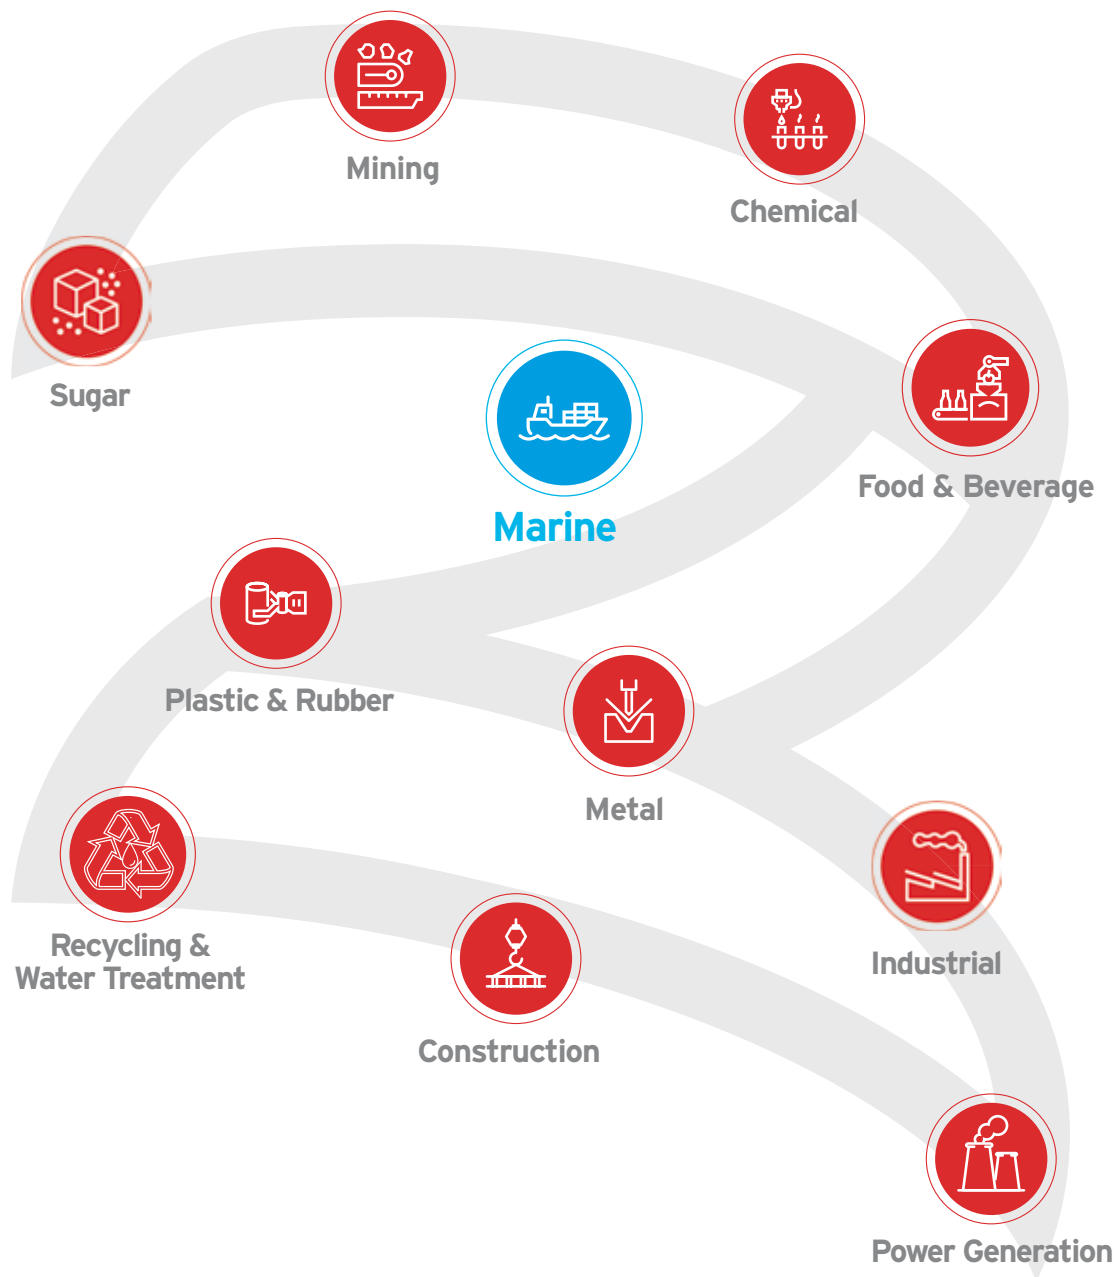 Mining
Chemical
Sugar
Food & Beverage
Marine
Plastic & Rubber
Metal
Recycling &
Water Treatment
Industrial
Construction
Power Generation